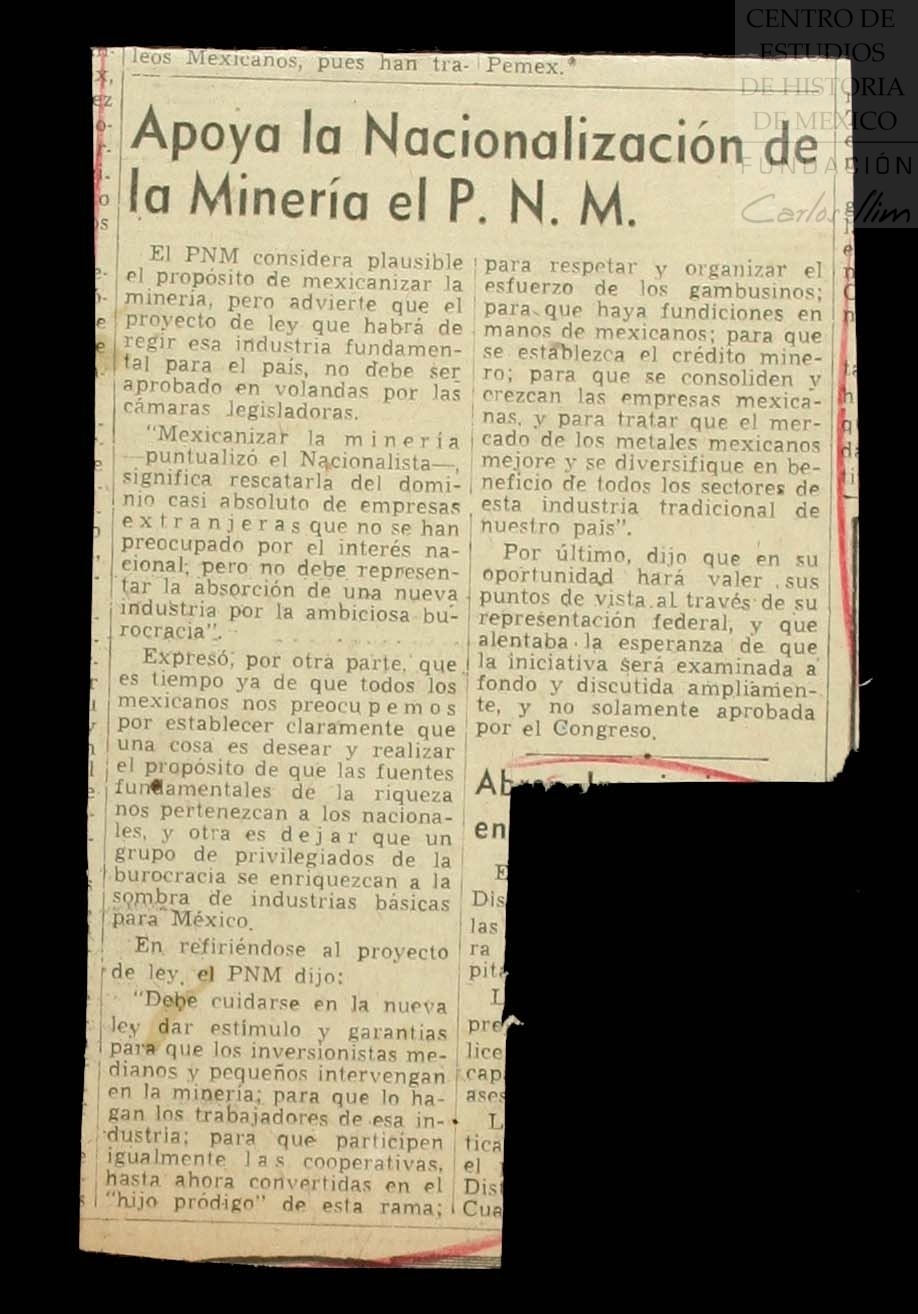 leos Mexicanos, pues han tra-
Pemex."
Apoya la Nacionalización de
la Minería el P. N. M.
El PNM considera plausible
el propósito de mexicanizar la
minería, pero advierte que el
proyecto de ley que habrá de
regir esa industria fundamen-
tal para el país, no debe ser
aprobado en volandas por las
cámaras legisladoras.
"Mexicanizar la minería
—puntualizó el Nacionalista—,
significa rescatarla del domi-
nio casi absoluto de empresas
extranjeras que no se han
preocupado por el interés na-
cional; pero no debe represen-
tar la absorción de una nueva
industria por la ambiciosa bu-
rocracia".
Expresó, por otra parte, que
es tiempo ya de que todos los
mexicanos nos preocupemos
por establecer claramente que
una cosa es desear y realizar
el propósito de que las fuentes
fundamentales de la riqueza
nos pertenezcan a los naciona-
les, y otra es dejar que un
grupo de privilegiados de la
burocracia se enriquezcan a la
sombra de industrias básicas
para México.
En refiriéndose al proyecto
de ley, el PNM dijo:
"Debe cuidarse en la nueva
ley dar estímulo y garantias
para que los inversionistas me-
dianos y pequeños intervengan
en la minería; para que lo ha-
gan los trabajadores de esa in-
dustria; para que participen
igualmente las cooperativas,
hasta ahora convertidas en el
"hijo pródigo" de esta rama;
para respetar y organizar el
esfuerzo de los gambusinos;
para que haya fundiciones en
manos de mexicanos; para que
se establezca el crédito mine-
ro; para que se consoliden y
crezcan las empresas mexica-
nas, y para tratar que el mer-
cado de los metales mexicanos
mejore y se diversifique en be-
neficio de todos los sectores de
esta industria tradicional de
nuestro país".
Por último, dijo que en su
oportunidad hará valer sus
puntos de vista al través de su
representación federal, y que
alentaba la esperanza de que
la iniciativa será examinada a
fondo y discutida ampliamen-
te, y no solamente aprobada
por el Congreso.
en
Dis
las
ra
pita
pre
lice
cap
ases
tica
el
Dist
Cua
CENTRO DE
ESTUDIOS
DE HISTORIA
DE MEXICO
FUNDACIÓN
Carlos Slim